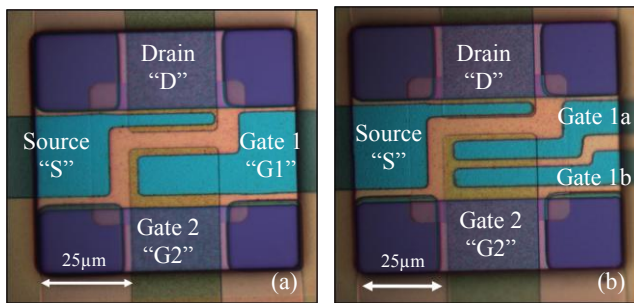 Drain
“D”
Source
“S”
Gate 1
“G1”
Gate 2
“G2”
25µm
(a)
Drain
“D”
Gate 1a
Source
“S”
Gate 1b
Gate 2
“G2”
25µm
(b)